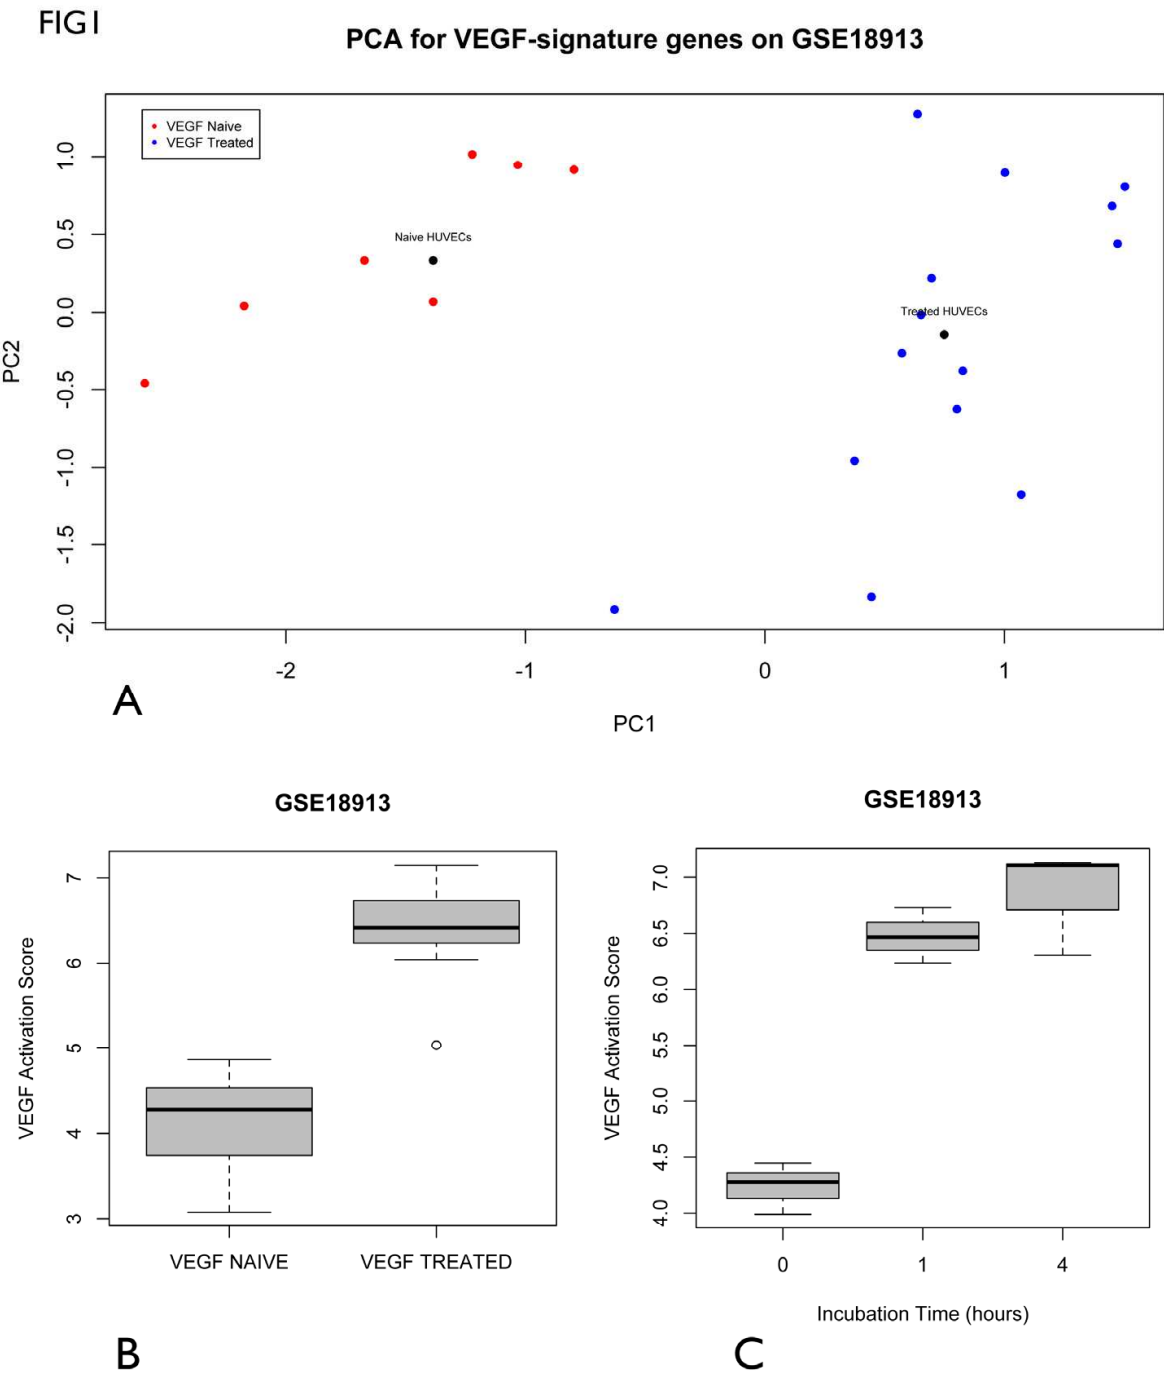 FIG1
PCA for VEGF-signature genes on GSE18913
VEGF Naive
VEGF Treated
Naive HUVECs
Treated HUVECs
1.0
0.5
0.0
-0.5
-1.0
-1.5
-2.0
PC2
-2 -1 0 1
PC1
A
GSE18913
7
6
5
4
3
VEGF Activation Score
VEGF NAIVE VEGF TREATED
B
GSE18913
7.0
6.5
6.0
5.5
5.0
4.5
4.0
VEGF Activation Score
0 1 4
Incubation Time (hours)
C